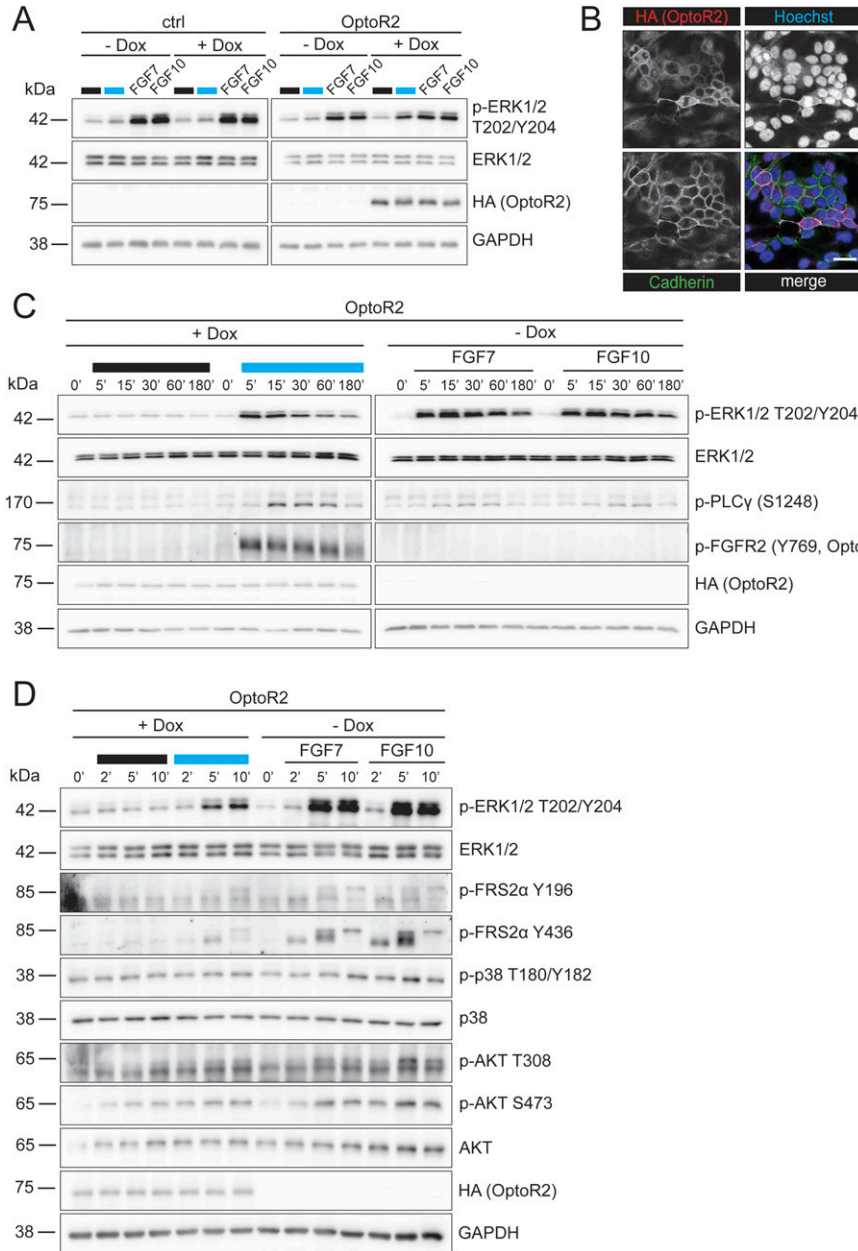 A
ctrl
OptoR2
- Dox
+ Dox
- Dox
+ Dox
kDa
FGF7
FGF10
FGF7
FGF10
FGF7
FGF10
FGF7
FGF10
42
p-ERK1/2
T202/Y204
42
ERK1/2
75
HA (OptoR2)
38
GAPDH
B
HA (OptoR2)
Hoechst
Cadherin
merge
C
OptoR2
+ Dox
- Dox
FGF7
FGF10
kDa
0' 5' 15' 30' 60' 180' 0' 5' 15' 30' 60' 180'
0' 5' 15' 30' 60' 180' 0' 5' 15' 30' 60' 180'
42
p-ERK1/2 T202/Y204
42
ERK1/2
170
p-PLCγ (S1248)
75
p-FGFR2 (Y769, Opto
75
HA (OptoR2)
38
GAPDH
D
OptoR2
+ Dox
- Dox
FGF7
FGF10
kDa
0' 2' 5' 10' 2' 5' 10' 0' 2' 5' 10' 2' 5' 10'
42
p-ERK1/2 T202/Y204
42
ERK1/2
85
p-FRS2α Y196
85
p-FRS2α Y436
38
p-p38 T180/Y182
38
p38
65
p-AKT T308
65
p-AKT S473
65
AKT
75
HA (OptoR2)
38
GAPDH